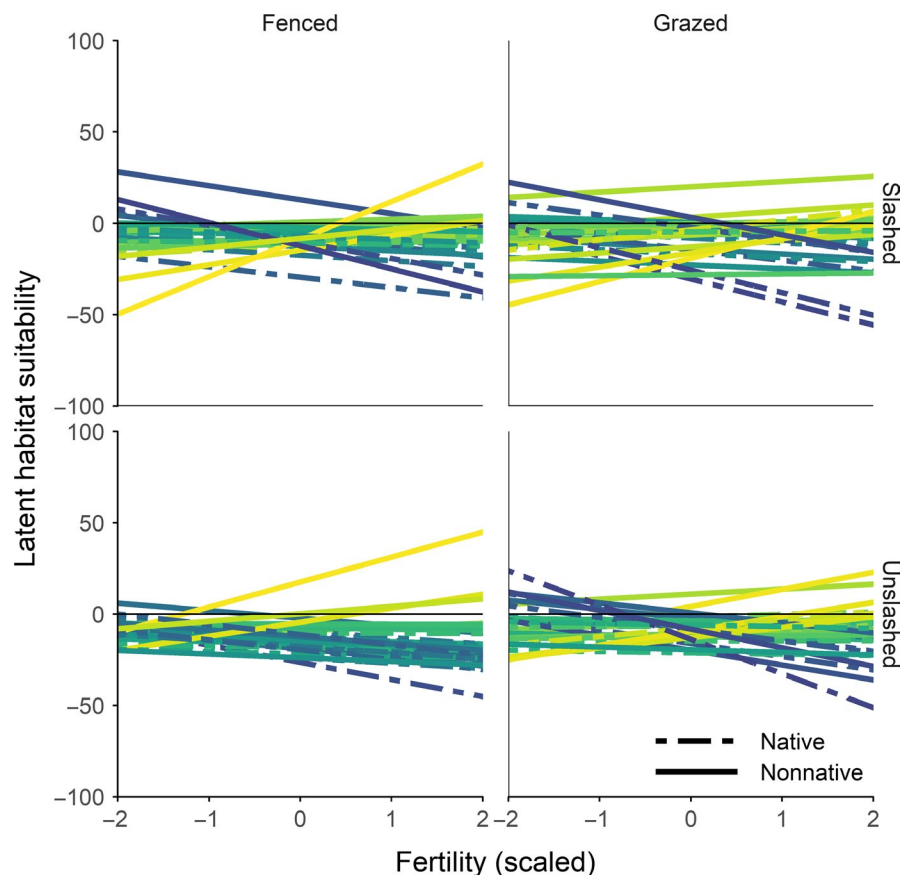 Fenced Grazed
100
50
0
−50
−100
Slashed
100
50
0
−50
−100
Unslashed
Latent habitat suitability
Native
Nonnative
−2 −1 0 1 2 −2 −1 0 1 2
Fertility (scaled)